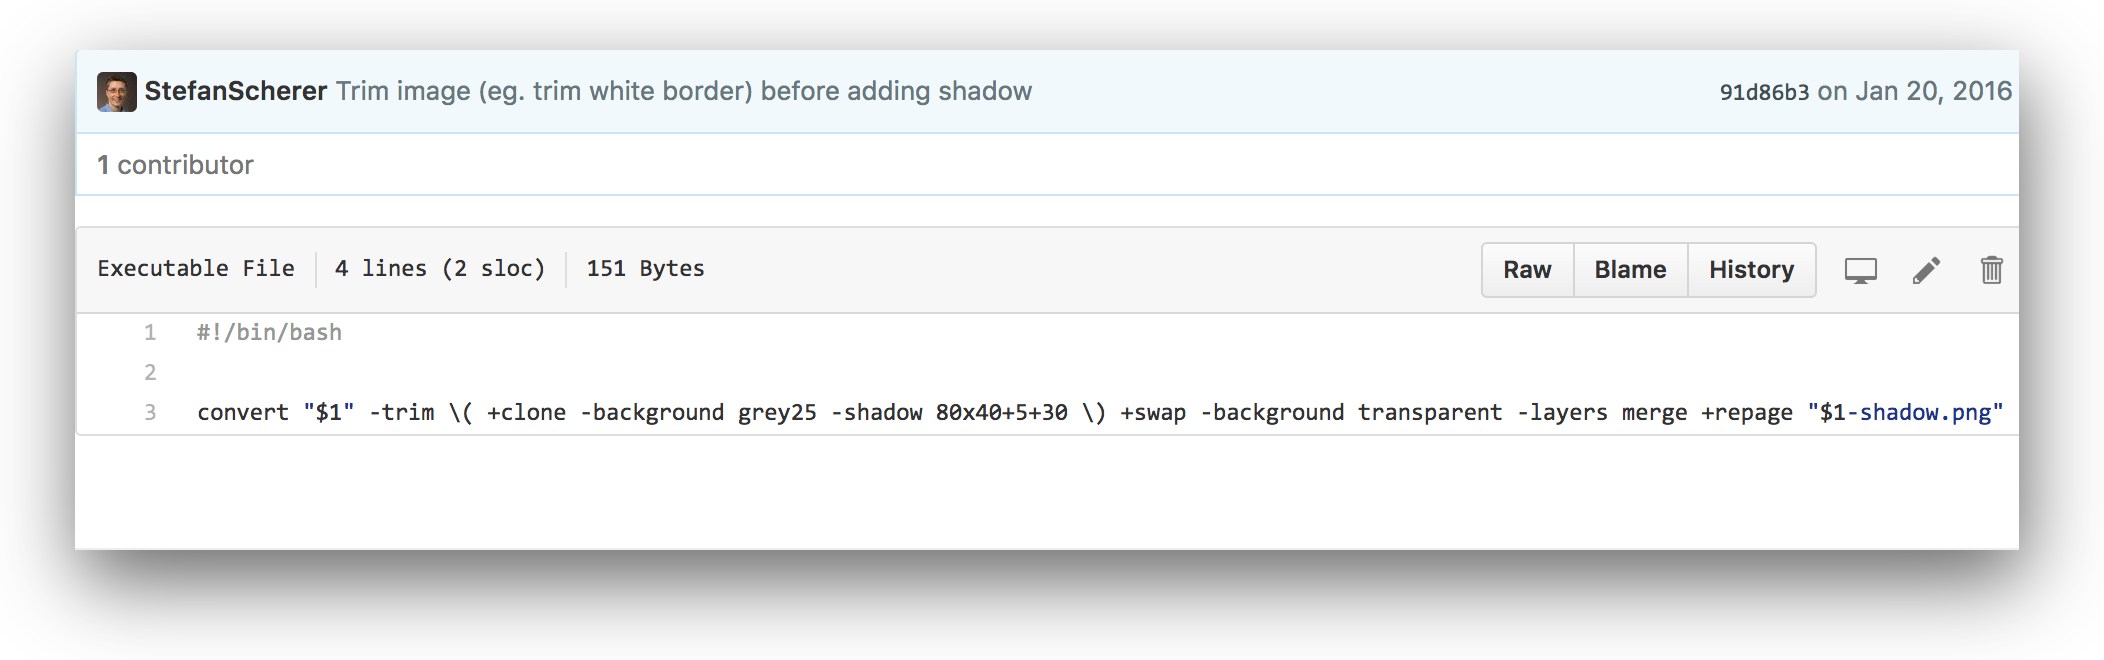 StefanScherer Trim image (eg. trim white border) before adding shadow 91d86b3 on Jan 20, 2016
1 contributor
Executable File 4 lines (2 sloc) 151 Bytes Raw Blame History
1 #!/bin/bash
2
3 convert "$1" -trim \( +clone -background grey25 -shadow 80x40+5+30 \) +swap -background transparent -layers merge +repage "$1-shadow.png"